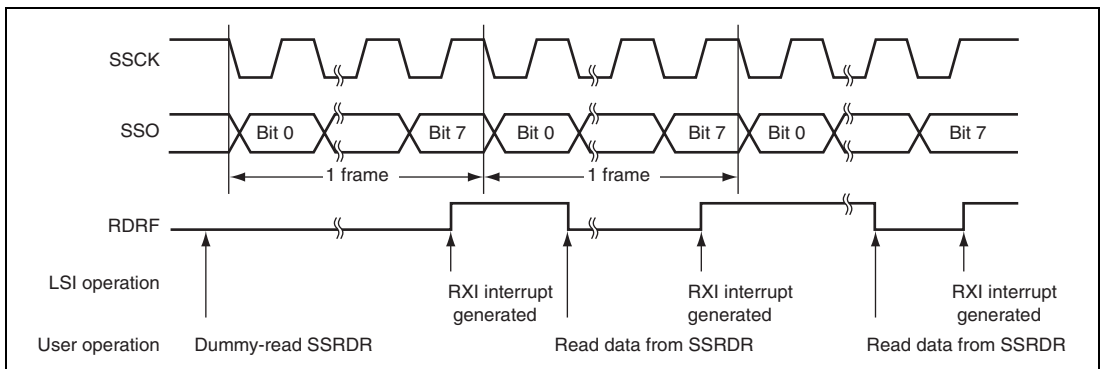 SSCK
SSO
Bit 0
Bit 7
Bit 0
Bit 7
Bit 0
Bit 7
1 frame
1 frame
RDRF
LSI operation
RXI interrupt
generated
RXI interrupt
generated
RXI interrupt
generated
User operation
Dummy-read SSRDR
Read data from SSRDR
Read data from SSRDR